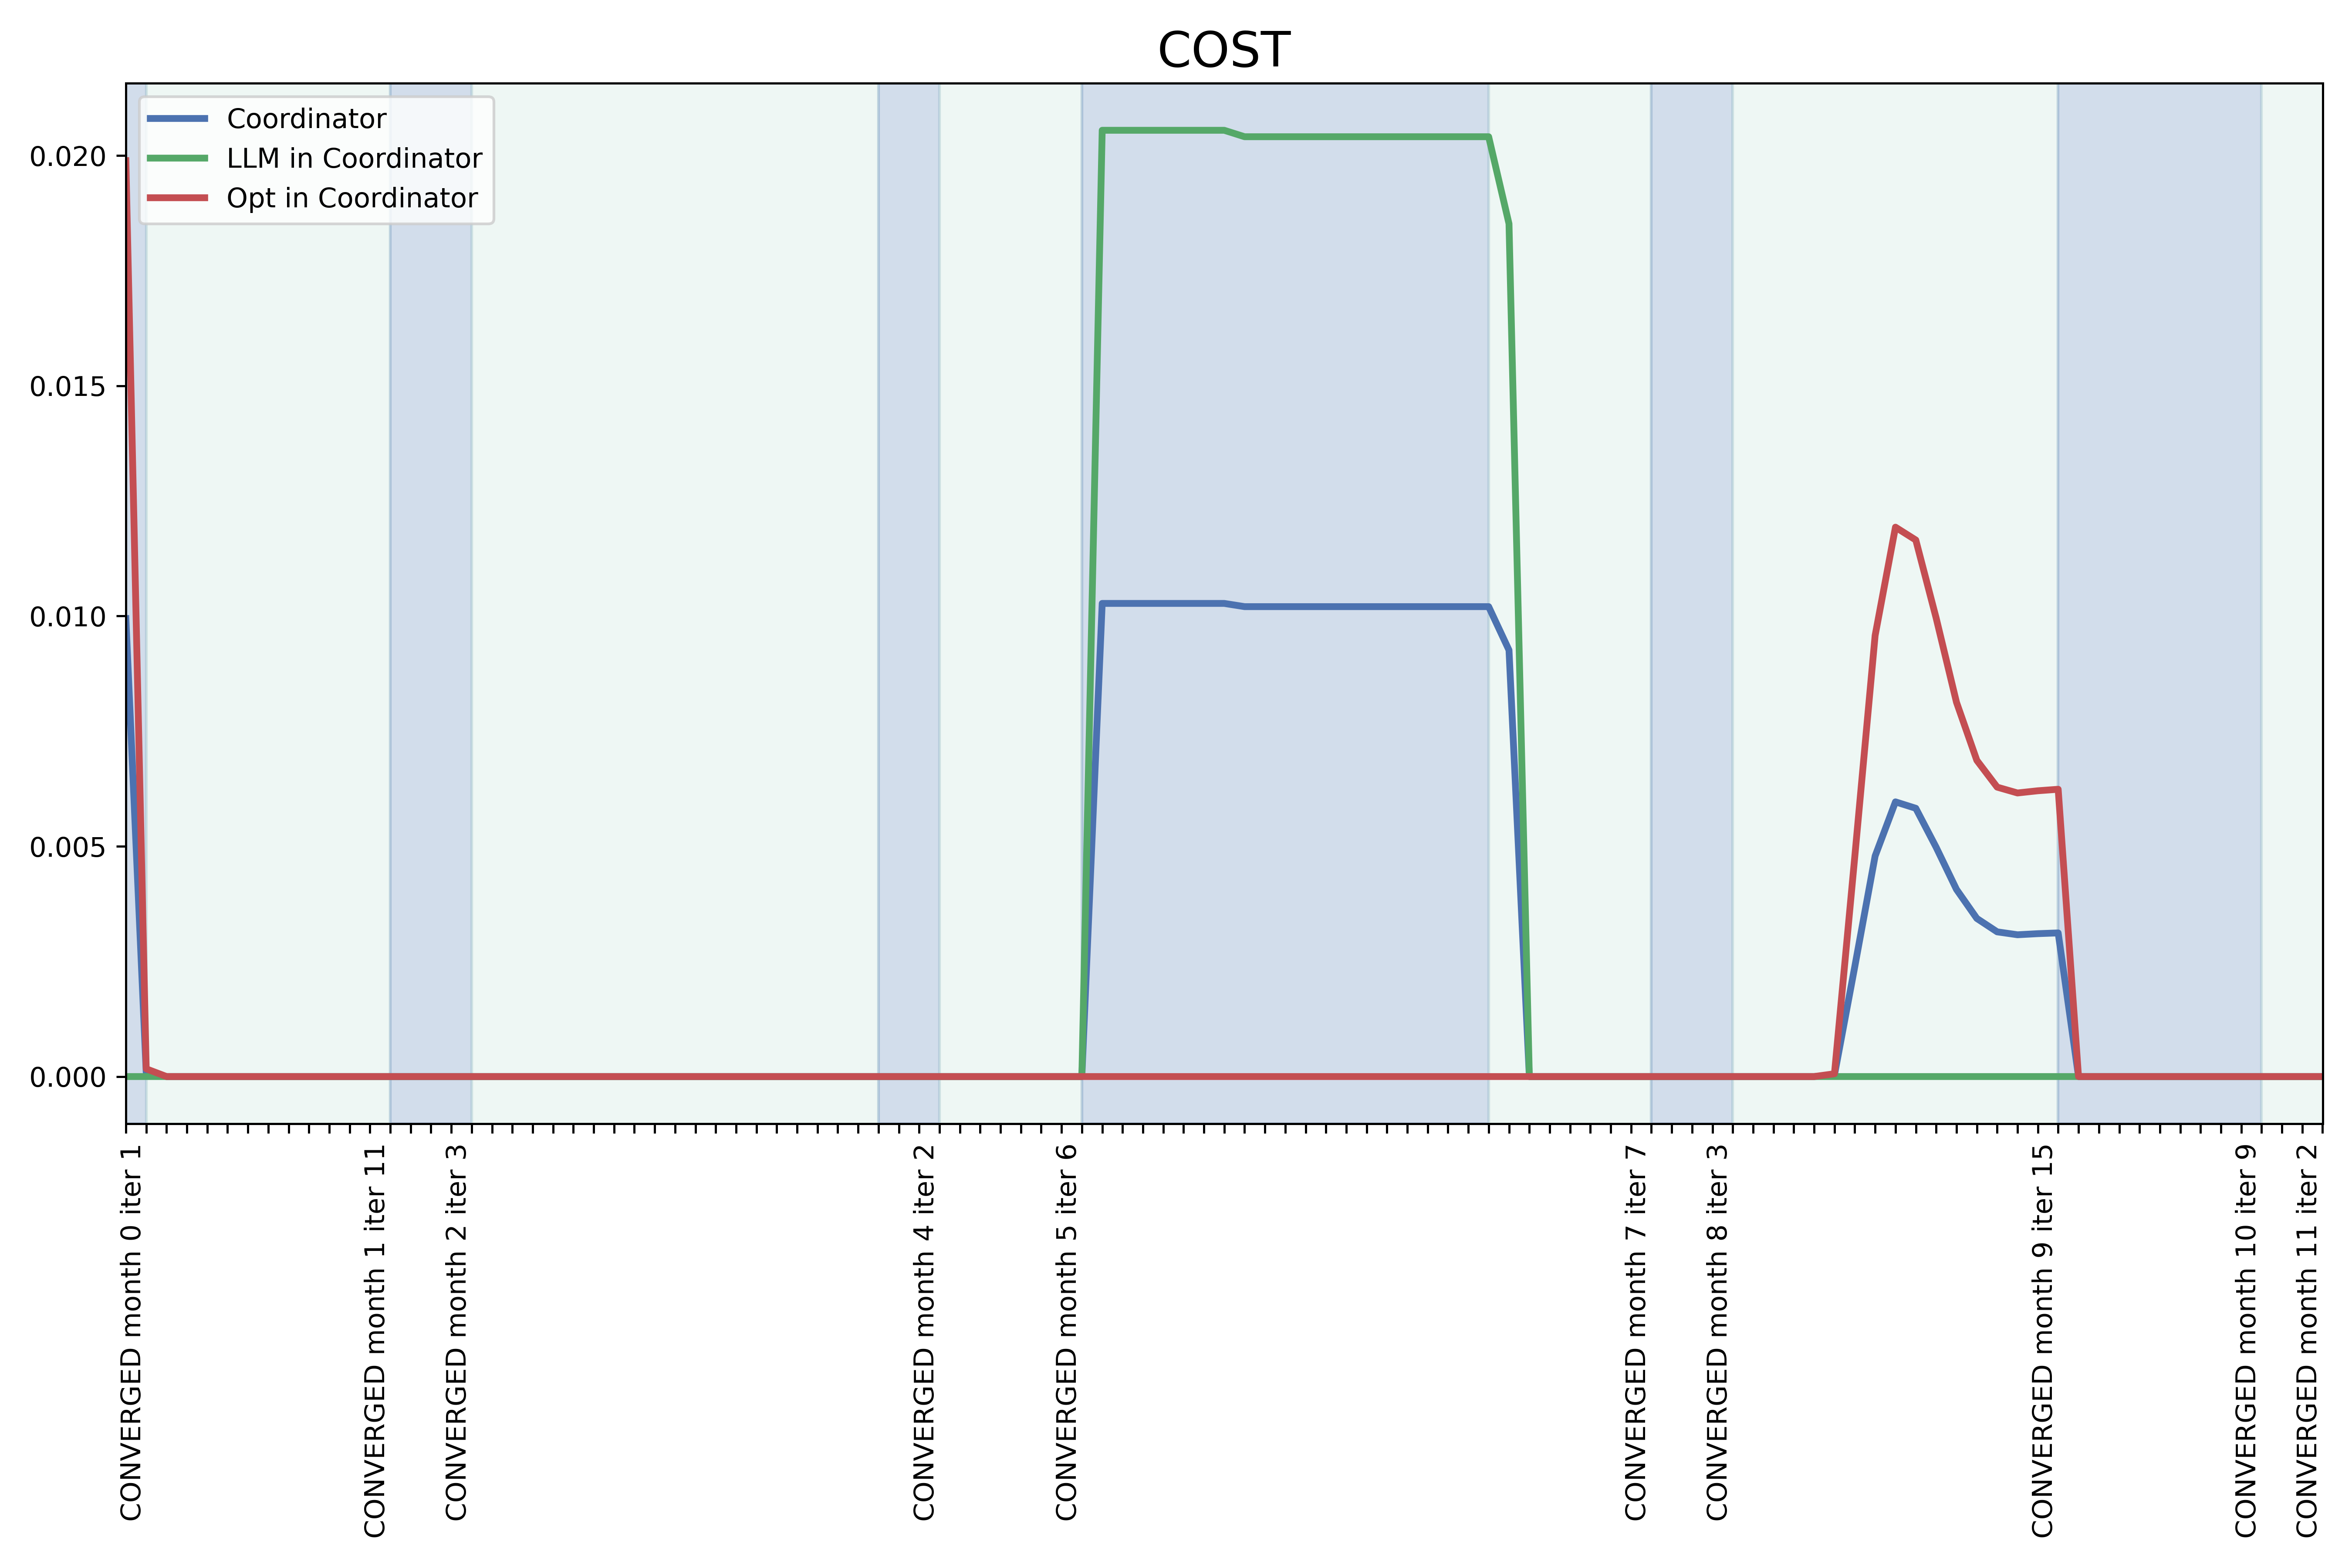 COST
Coordinator
LLM in Coordinator
Opt in Coordinator
0.020
0.015
0.010
0.005
0.000
CONVERGED month 0 iter 1
CONVERGED month 1 iter 11
CONVERGED month 2 iter 3
CONVERGED month 4 iter 2
CONVERGED month 5 iter 6
CONVERGED month 7 iter 7
CONVERGED month 8 iter 3
CONVERGED month 9 iter 15
CONVERGED month 10 iter 9
CONVERGED month 11 iter 2